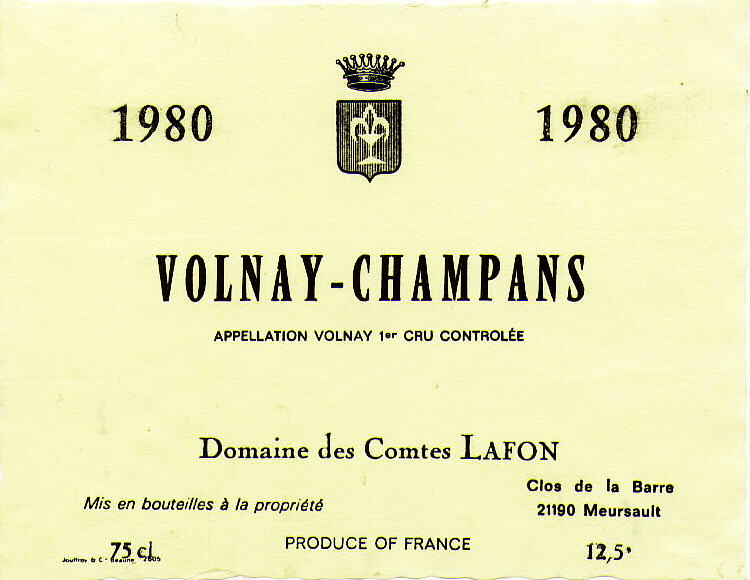 1980 1980
VOLNAY-CHAMPANS
APPELLATION VOLNAY 1er CRU CONTROLÉE
Domaine des Comtes LAFON
Clos de la Barre
Mis en bouteilles à la propriété
21190 Meursault
75 cl
PRODUCE OF FRANCE
12,5°